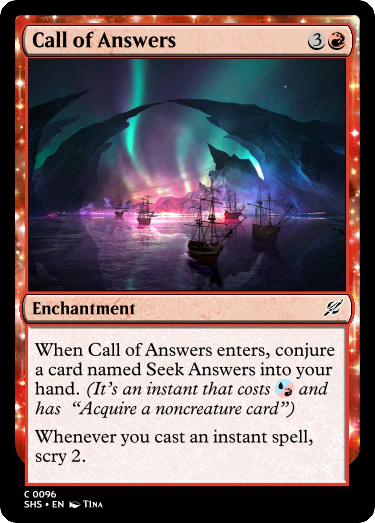 Call of Answers 3
Enchantment
When Call of Answers enters, conjure
a card named Seek Answers into your
hand. (It's an instant that costs and
has “Acquire a noncreature card”)
Whenever you cast an instant spell,
scry 2.
C 0096
SHS • EN TINA